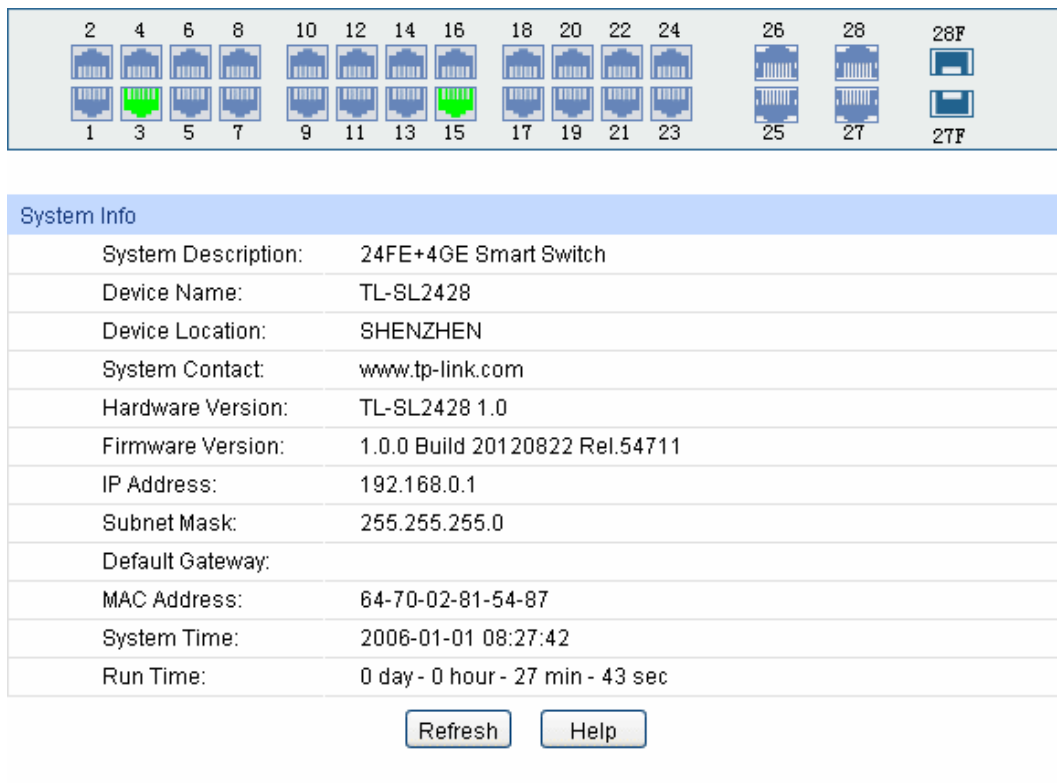 2 4 6 8 10 12 14 16 18 20 22 24 26 28 28F
1 3 5 7 9 11 13 15 17 19 21 23 25 27 27F
System Info
System Description: 24FE+4GE Smart Switch
Device Name: TL-SL2428
Device Location: SHENZHEN
System Contact: www.tp-link.com
Hardware Version: TL-SL2428 1.0
Firmware Version: 1.0.0 Build 20120822 Rel.54711
IP Address: 192.168.0.1
Subnet Mask: 255.255.255.0
Default Gateway:
MAC Address: 64-70-02-81-54-87
System Time: 2006-01-01 08:27:42
Run Time: 0 day - 0 hour - 27 min - 43 sec
Refresh Help